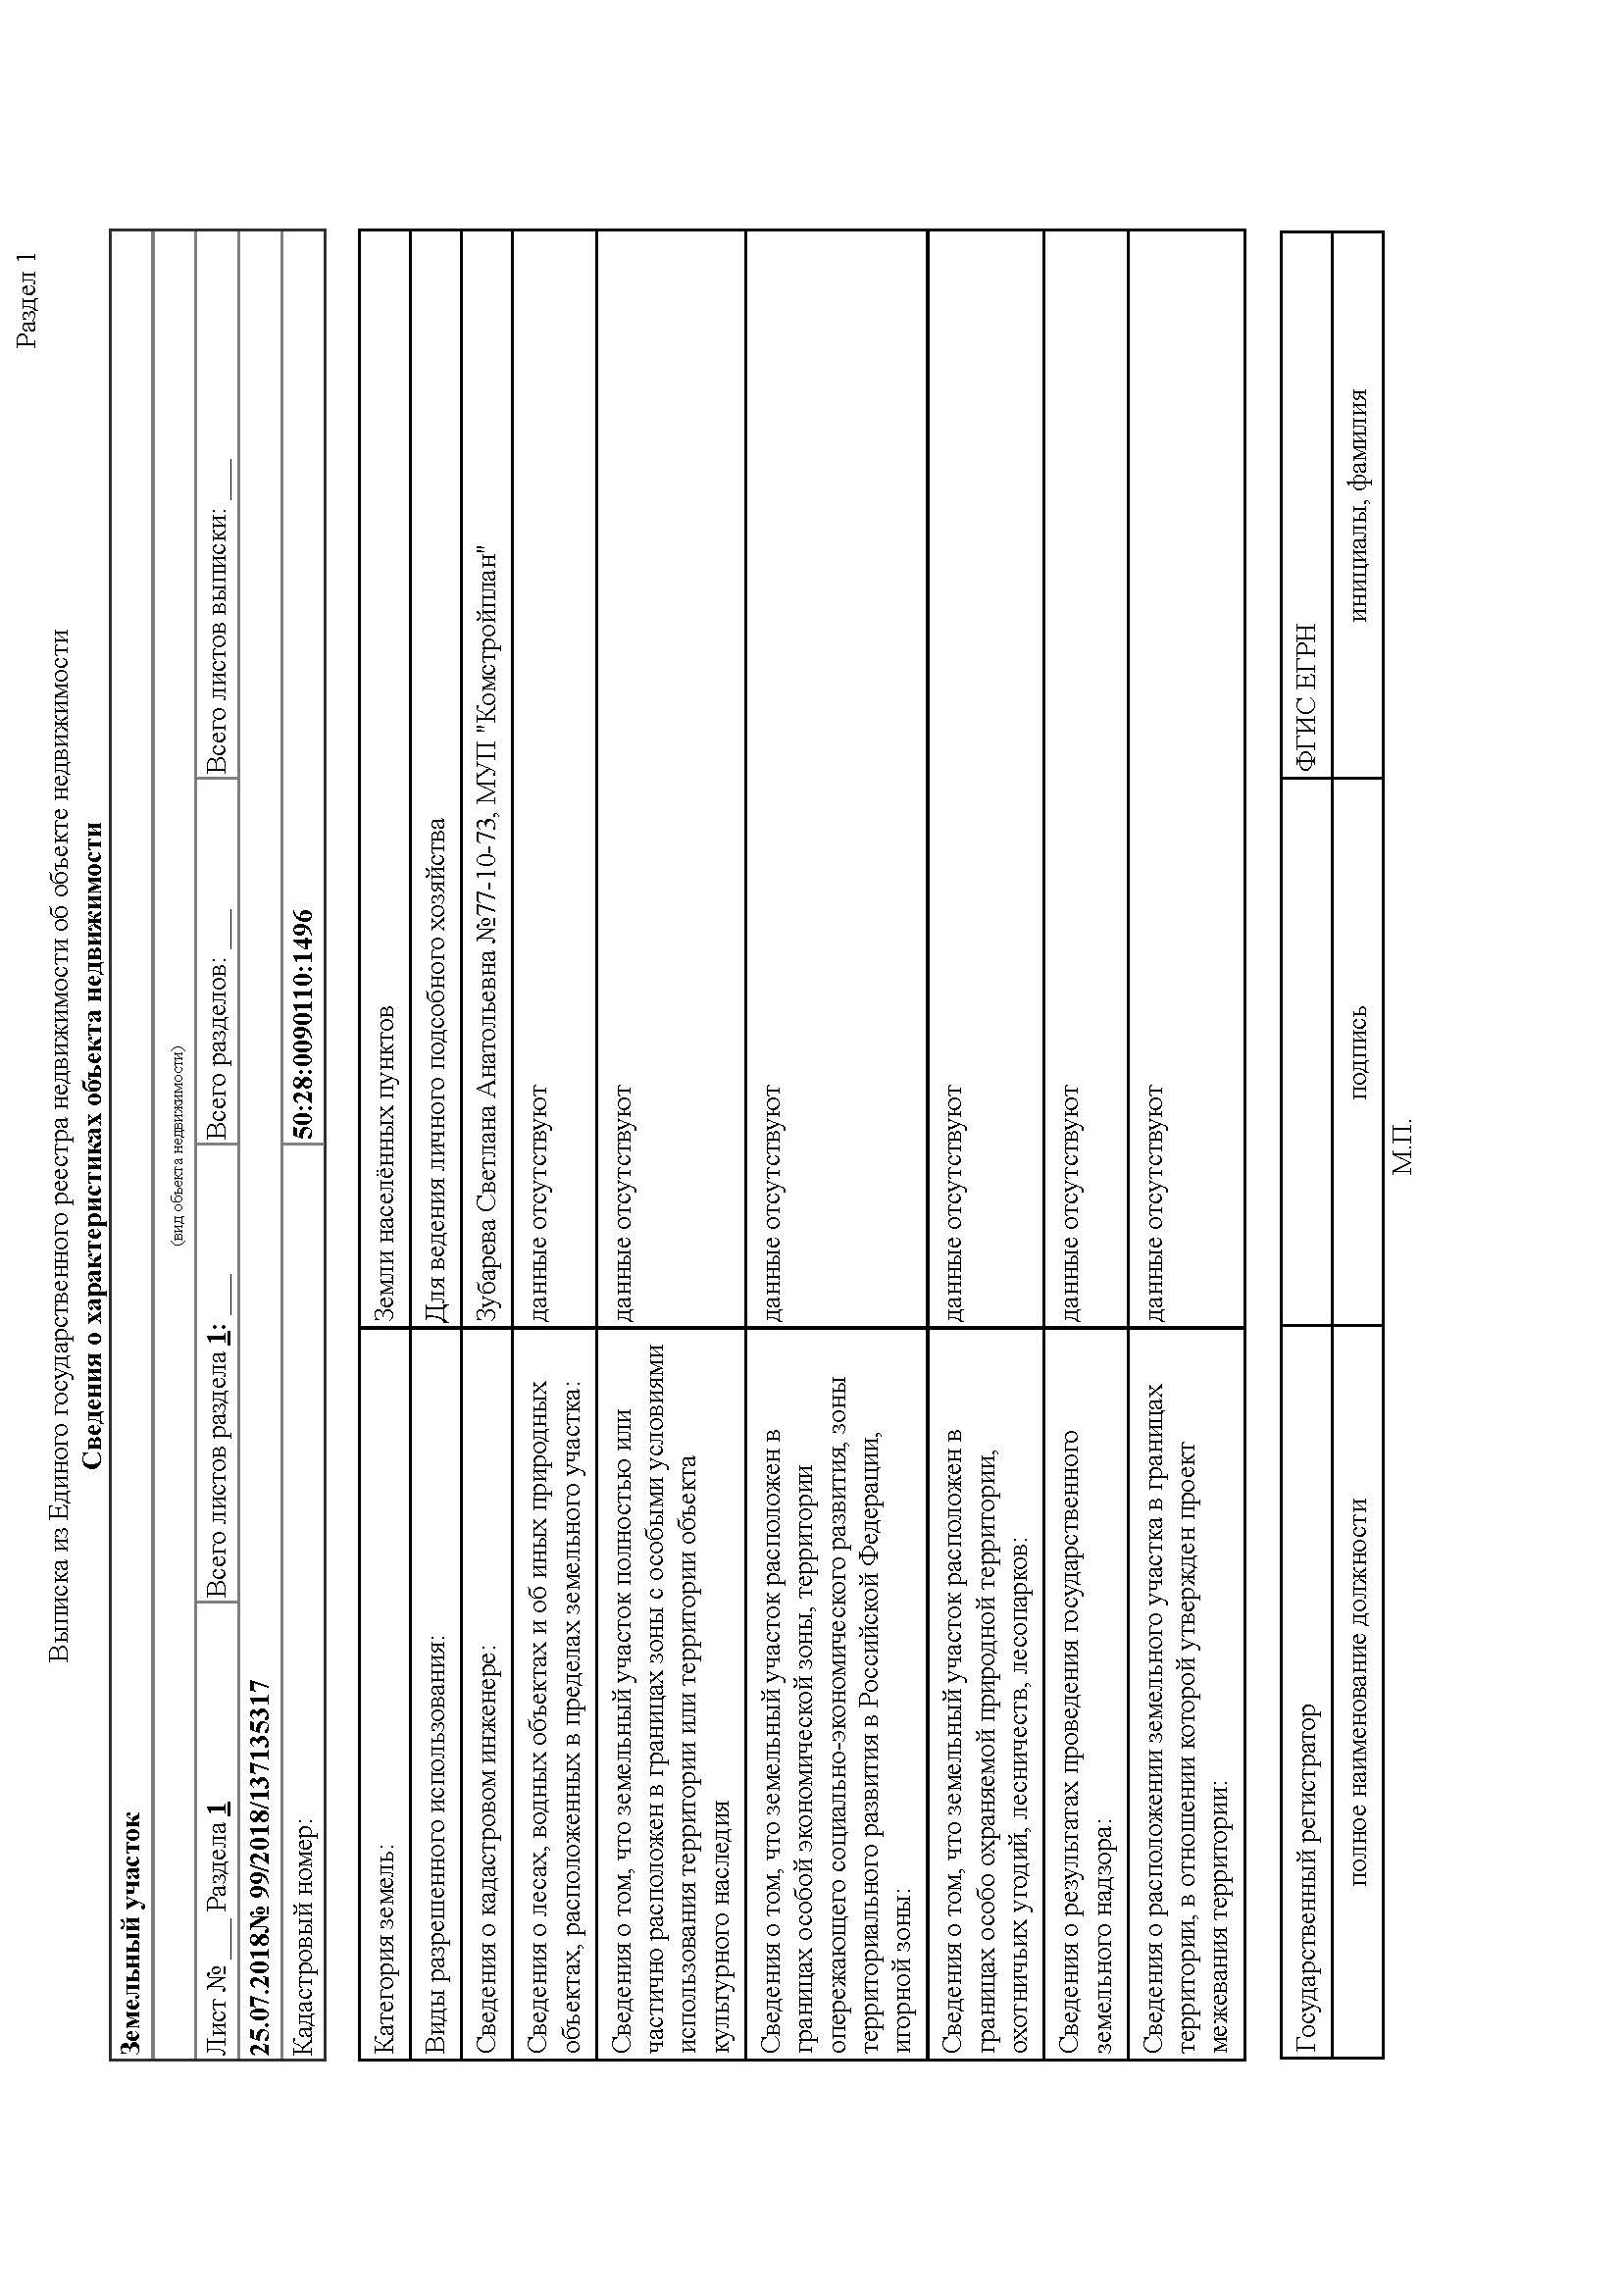 Раздел 1
Выписка из Единого государственного реестра недвижимости об объекте недвижимости
Сведения о характеристиках объекта недвижимости
Земельный участок
(вид объекта недвижимости)
Лист № ___ Раздела 1 Всего листов раздела 1: ___ Всего разделов: ___ Всего листов выписки: ___
25.07.2018№ 99/2018/137135317
Кадастровый номер: 50:28:0090110:1496
Категория земель: Земли населённых пунктов
Виды разрешенного использования: Для ведения личного подсобного хозяйства
Сведения о кадастровом инженере: Зубарева Светлана Анатольевна №77-10-73, МУП "Комстройплан"
Сведения о лесах, водных объектах и об иных природных данные отсутствуют
объектах, расположенных в пределах земельного участка:
Сведения о том, что земельный участок полностью или данные отсутствуют
частично расположен в границах зоны с особыми условиями
использования территории или территории объекта
культурного наследия
Сведения о том, что земельный участок расположен в данные отсутствуют
границах особой экономической зоны, территории
опережающего социально-экономического развития, зоны
территориального развития в Российской Федерации,
игорной зоны:
Сведения о том, что земельный участок расположен в данные отсутствуют
границах особо охраняемой природной территории,
охотничьих угодий, лесничеств, лесопарков:
Сведения о результатах проведения государственного данные отсутствуют
земельного надзора:
Сведения о расположении земельного участка в границах данные отсутствуют
территории, в отношении которой утвержден проект
межевания территории:
Государственный регистратор ФГИС ЕГРН
полное наименование должности подпись инициалы, фамилия
М.П.